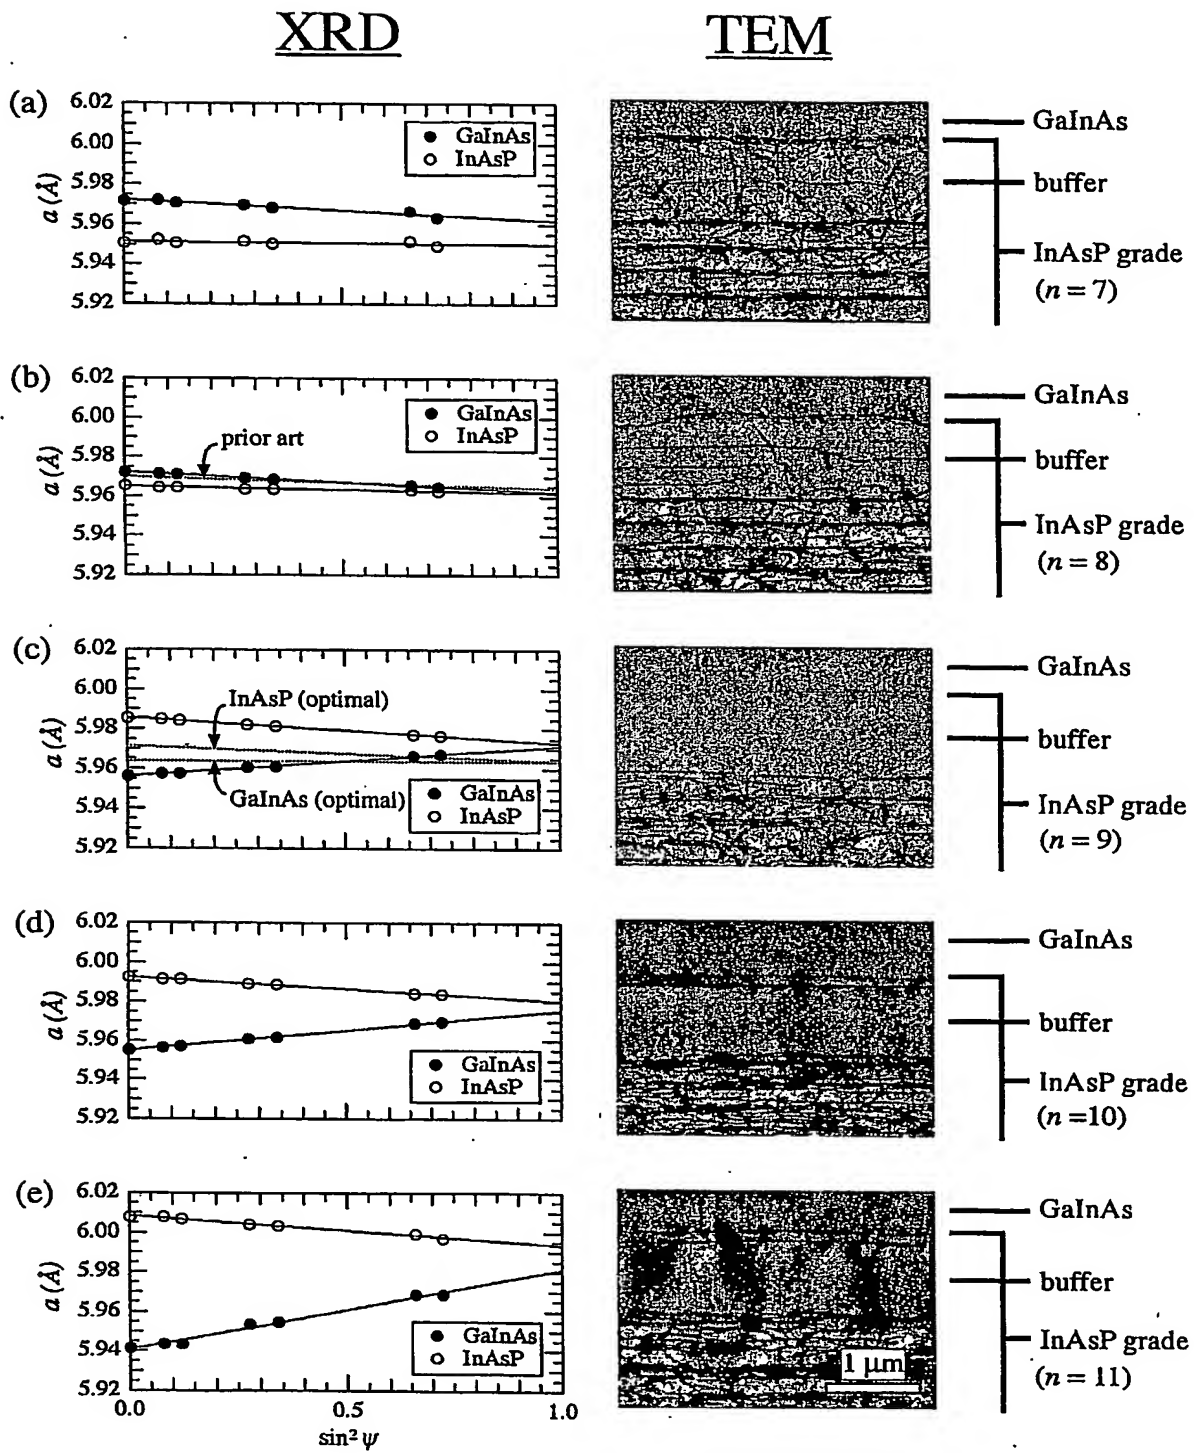 XRD
TEM
(a)
6.02
6.00
5.98
5.96
5.94
5.92
a (Å)
GaInAs
InAsP
GaInAs
buffer
InAsP grade
(n = 7)
(b)
6.02
6.00
5.98
5.96
5.94
5.92
a (Å)
prior art
GaInAs
InAsP
GaInAs
buffer
InAsP grade
(n = 8)
(c)
6.02
6.00
5.98
5.96
5.94
5.92
a (Å)
InAsP (optimal)
GaInAs (optimal)
GaInAs
InAsP
GaInAs
buffer
InAsP grade
(n = 9)
(d)
6.02
6.00
5.98
5.96
5.94
5.92
a (Å)
GaInAs
InAsP
GaInAs
buffer
InAsP grade
(n =10)
(e)
6.02
6.00
5.98
5.96
5.94
5.92
a (Å)
GaInAs
InAsP
0.0
0.5
1.0
sin² ψ
1 µm
GaInAs
buffer
InAsP grade
(n = 11)